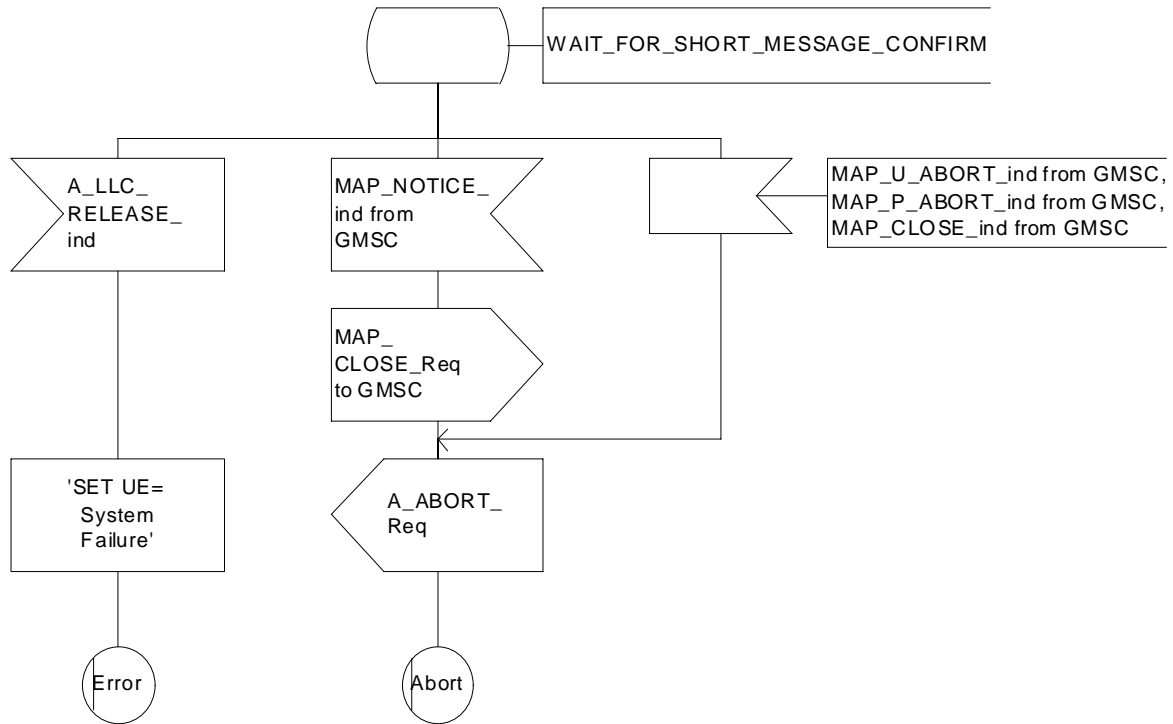 WAIT_FOR_SHORT_MESSAGE_CONFIRM
A_LLC_
RELEASE_
ind
MAP_NOTICE_
ind from
GMSC
MAP_U_ABORT_ind from GMSC,
MAP_P_ABORT_ind from GMSC,
MAP_CLOSE_ind from GMSC
MAP_
CLOSE_Req
to GMSC
'SET UE=
System
Failure'
A_ABORT_
Req
Error
Abort